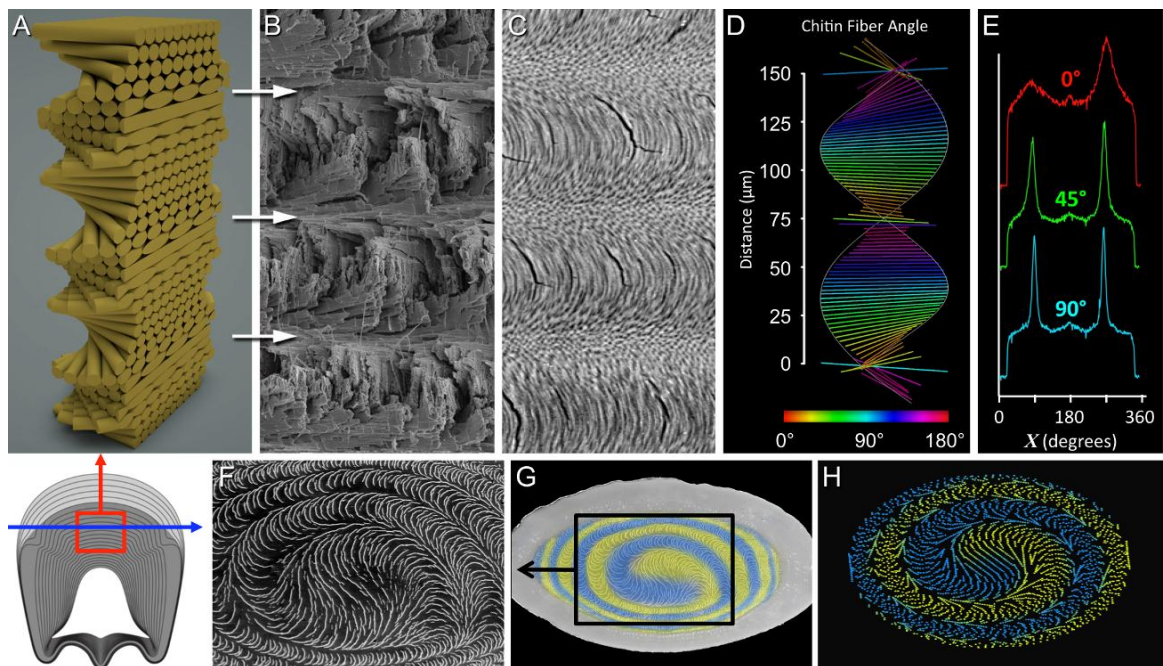 A
B
C
D
E
Chitin Fiber Angle
Distance (µm)
150
125
100
75
50
25
0
0°
90°
180°
0°
45°
90°
0
180
360
X (degrees)
F
G
H